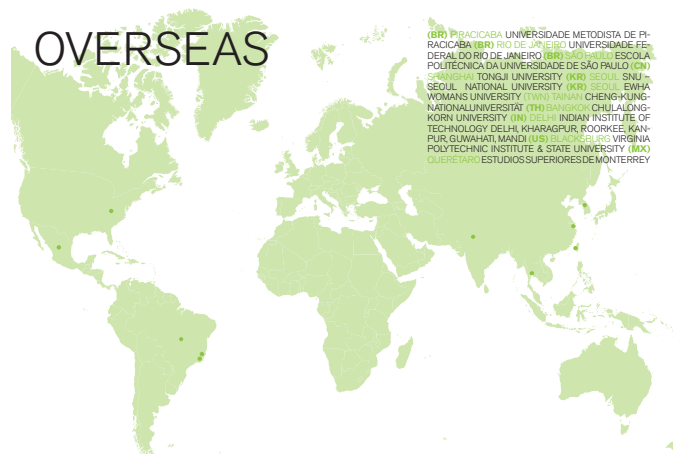 OVERSEAS
(BR) PIRACICABA UNIVERSIDADE METODISTA DE PI-
RACICABA (BR) RIO DE JANEIRO UNIVERSIDADE FE-
DERAL DO RIO DE JANEIRO (BR) SÃO PAULO ESCOLA
POLITÉCNICA DA UNIVERSIDADE DE SÃO PAULO (CN)
SHANGHAI TONGJI UNIVERSITY (KR) SEOUL SNU –
SEOUL NATIONAL UNIVERSITY (KR) SEOUL EWHA
WOMANS UNIVERSITY (TWN) TAINAN CHENG-KUNG-
NATIONALUNIVERSITÄT (TH) BANGKOK CHULALONG-
KORN UNIVERSITY (IN) DELHI INDIAN INSTITUTE OF
TECHNOLOGY DELHI, KHARAGPUR, ROORKEE, KAN-
PUR, GUWAHATI, MANDI (US) BLACKSBURG VIRGINIA
POLYTECHNIC INSTITUTE & STATE UNIVERSITY (MX)
QUERÉTARO ESTUDIOS SUPERIORES DE MONTERREY